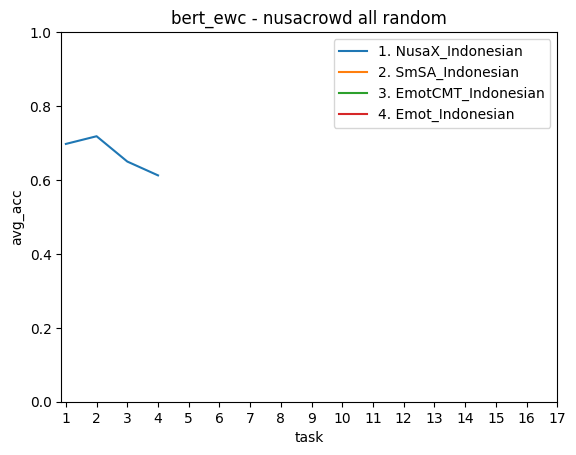 bert_ewc - nusacrowd all random
1.0
0.8
0.6
0.4
0.2
0.0
avg_acc
1. NusaX_Indonesian
2. SmSA_Indonesian
3. EmotCMT_Indonesian
4. Emot_Indonesian
1 2 3 4 5 6 7 8 9 10 11 12 13 14 15 16 17
task